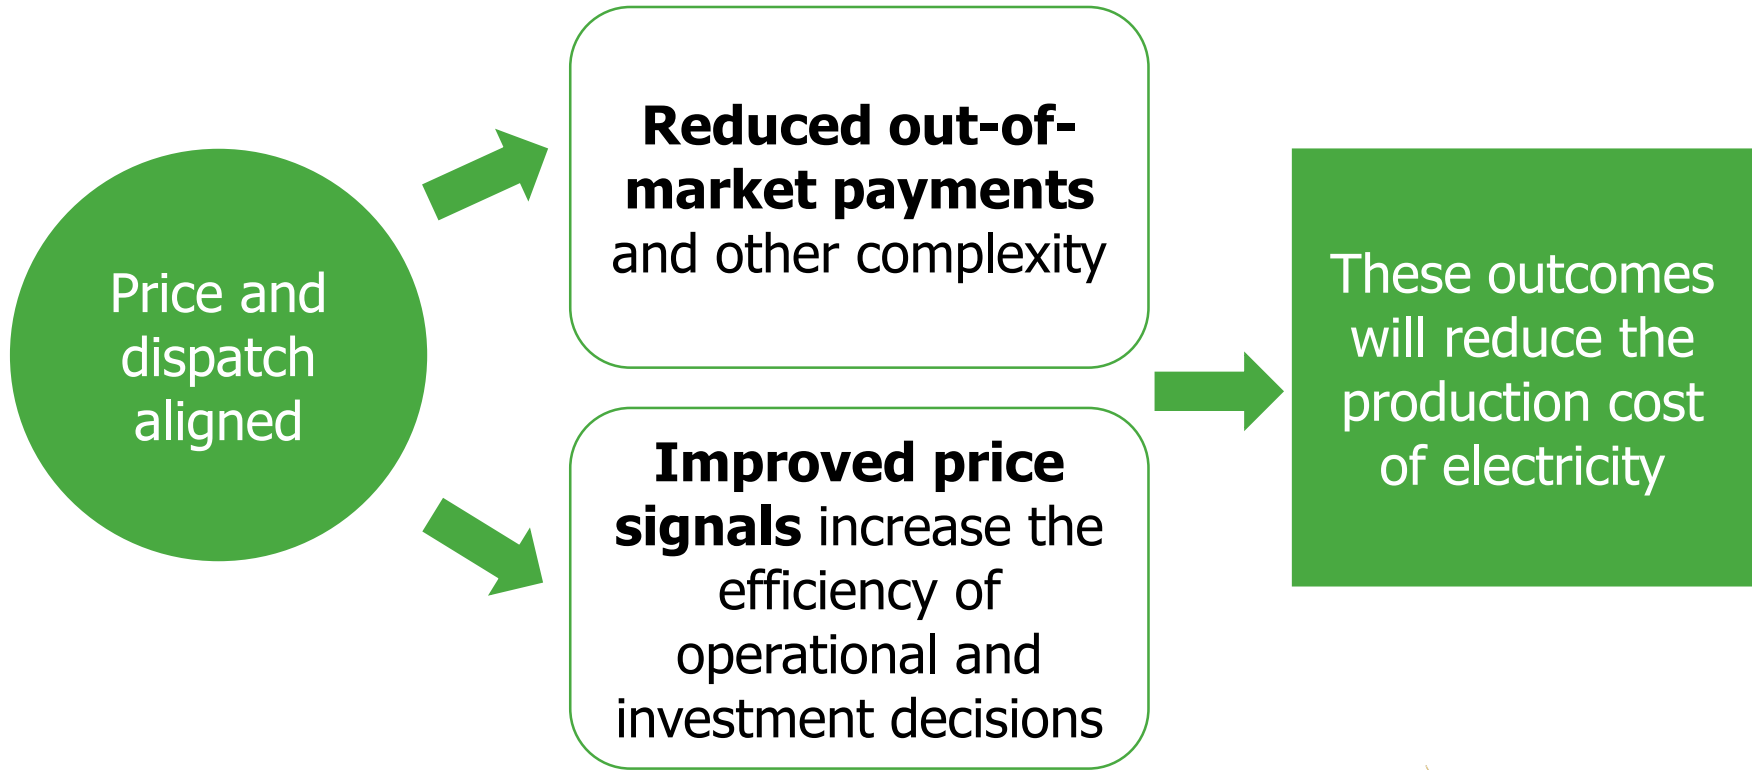 Price and
dispatch
aligned
Reduced out-of-
market payments
and other complexity
Improved price
signals increase the
efficiency of
operational and
investment decisions
These outcomes
will reduce the
production cost
of electricity